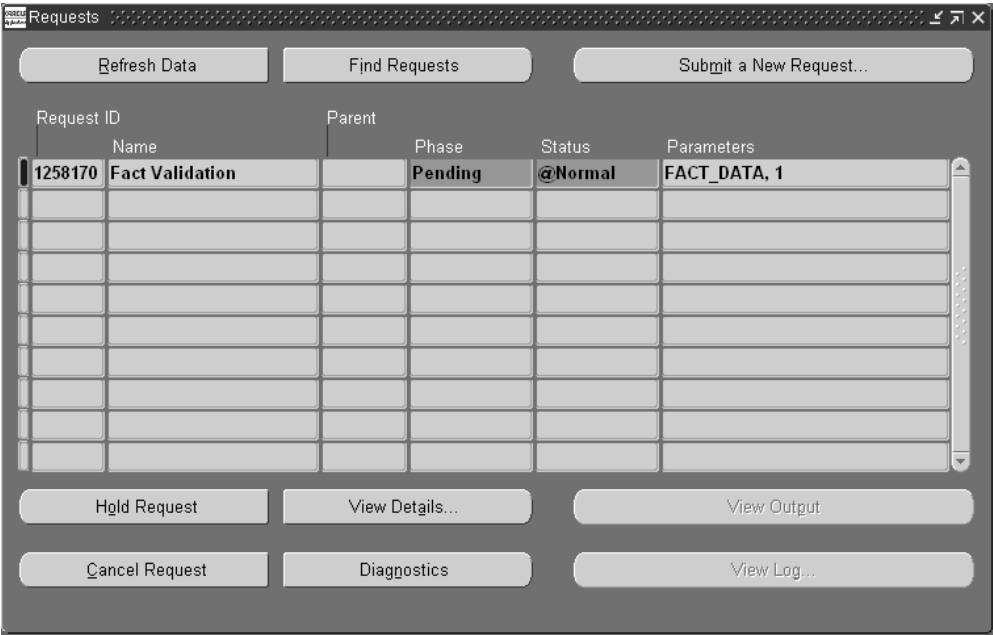 Requests
Refresh Data Find Requests Submit a New Request...
Request ID Parent
Name Phase Status Parameters
1258170 Fact Validation Pending @Normal FACT_DATA, 1
Hold Request View Details... View Output
Cancel Request Diagnostics View Log...